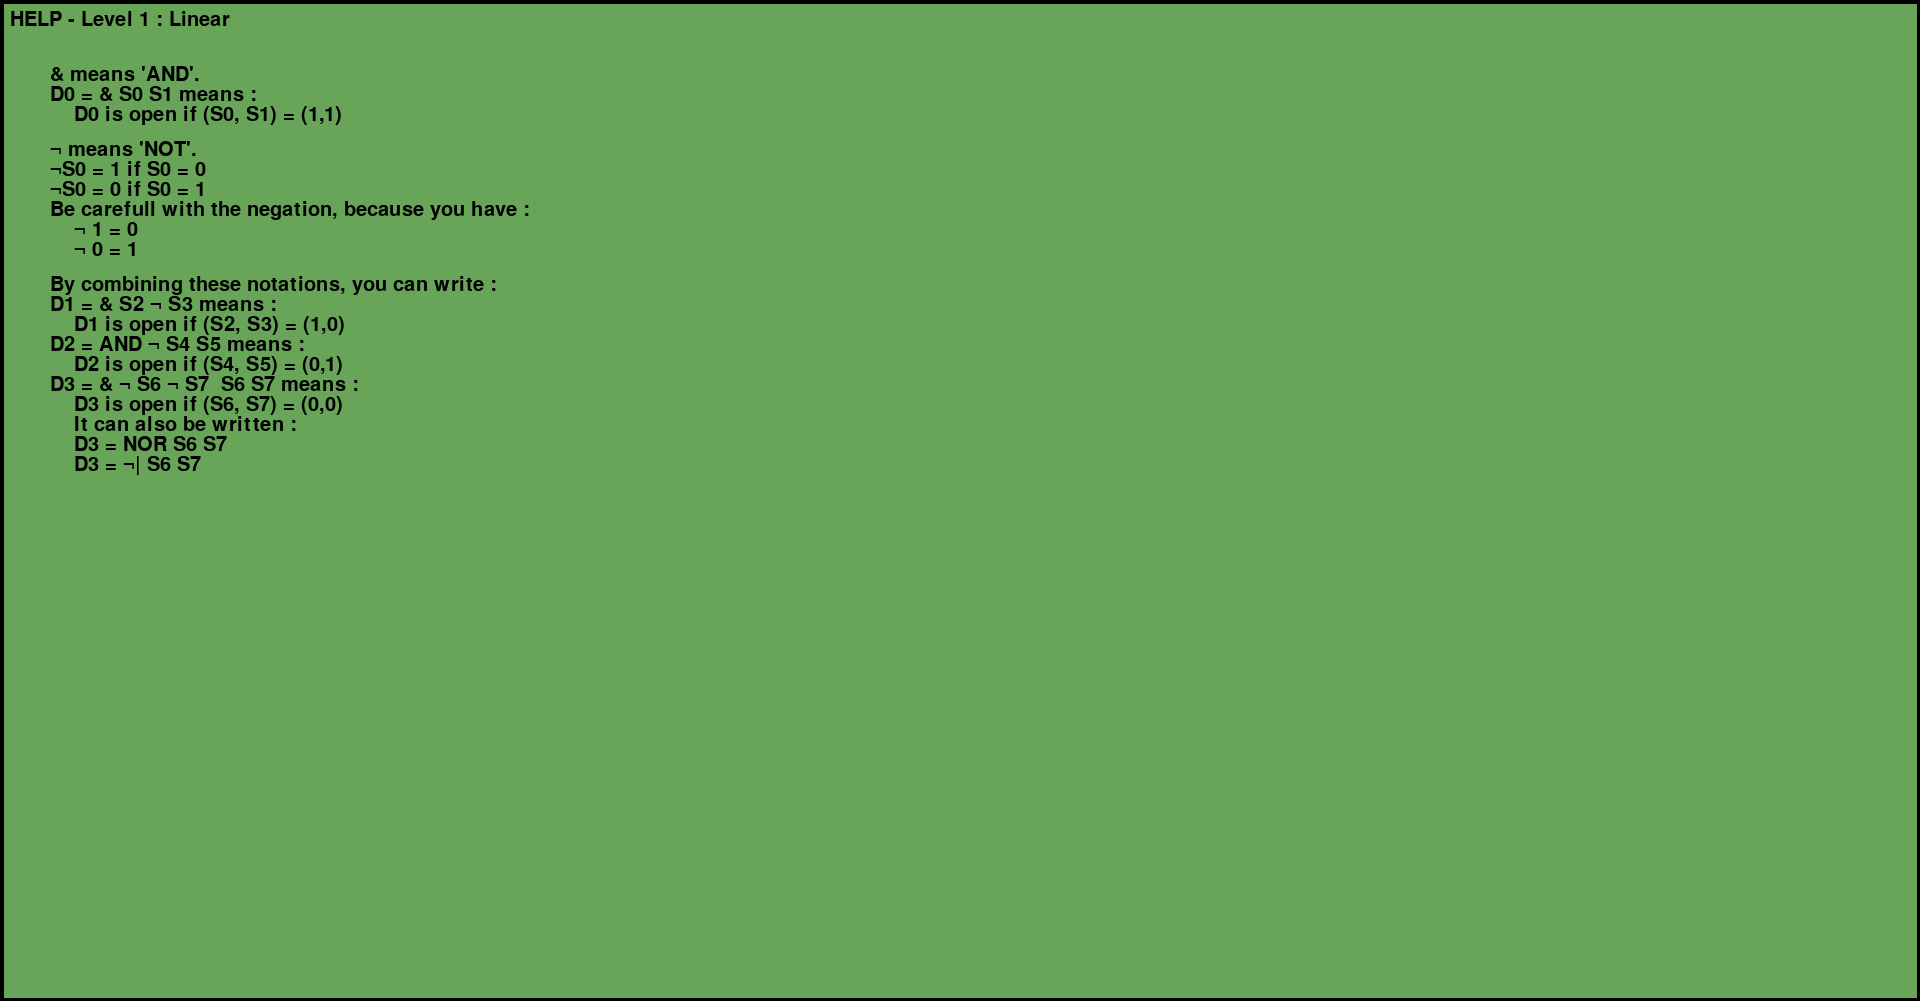 HELP - Level 1 : Linear
& means 'AND'.
D0 = & S0 S1 means :
D0 is open if (S0, S1) = (1,1)
¬ means 'NOT'.
¬S0 = 1 if S0 = 0
¬S0 = 0 if S0 = 1
Be carefull with the negation, because you have :
¬ 1 = 0
¬ 0 = 1
By combining these notations, you can write :
D1 = & S2 ¬ S3 means :
D1 is open if (S2, S3) = (1,0)
D2 = AND ¬ S4 S5 means :
D2 is open if (S4, S5) = (0,1)
D3 = & ¬ S6 ¬ S7  S6 S7 means :
D3 is open if (S6, S7) = (0,0)
It can also be written :
D3 = NOR S6 S7
D3 = ¬| S6 S7